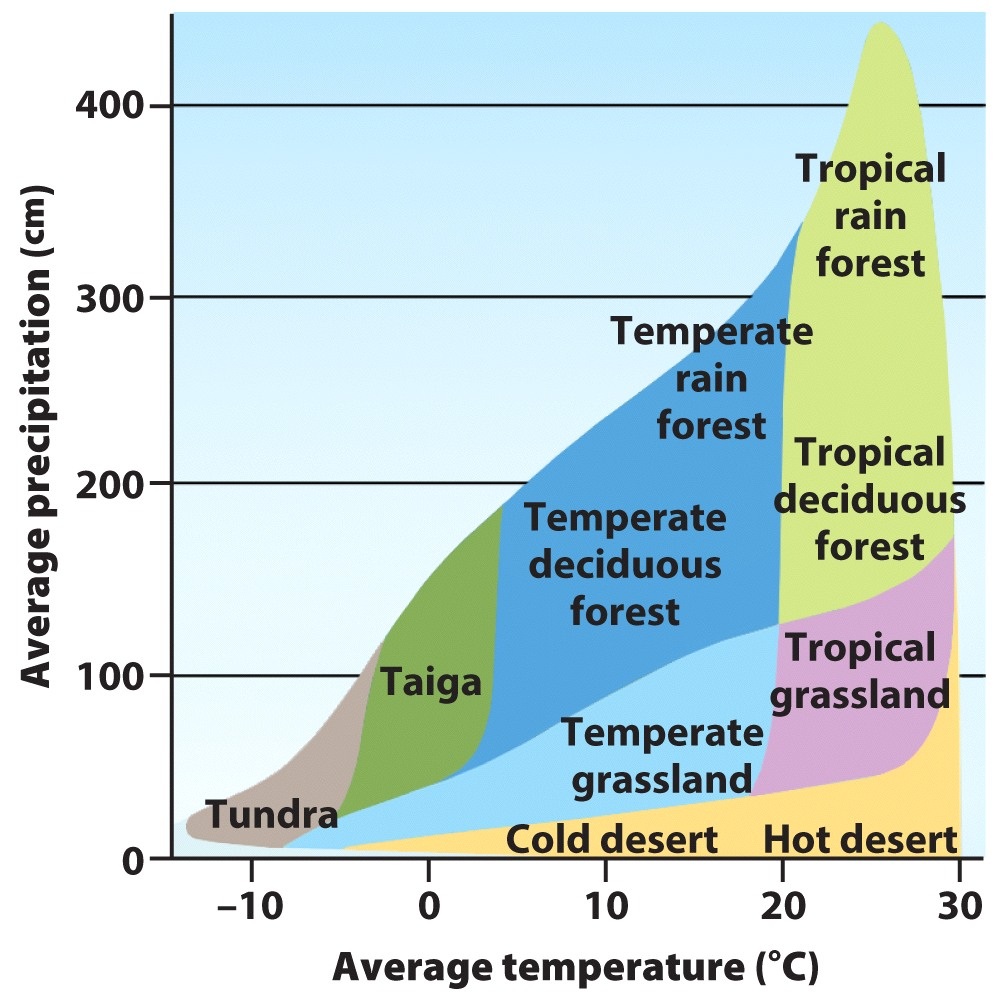 400
300
200
100
0
Average precipitation (cm)
Tropical
rain
forest
Temperate
rain
forest
Tropical
deciduous
forest
Temperate
deciduous
forest
Taiga
Tropical
grassland
Temperate
grassland
Tundra
Cold desert
Hot desert
–10 0 10 20 30
Average temperature (°C)